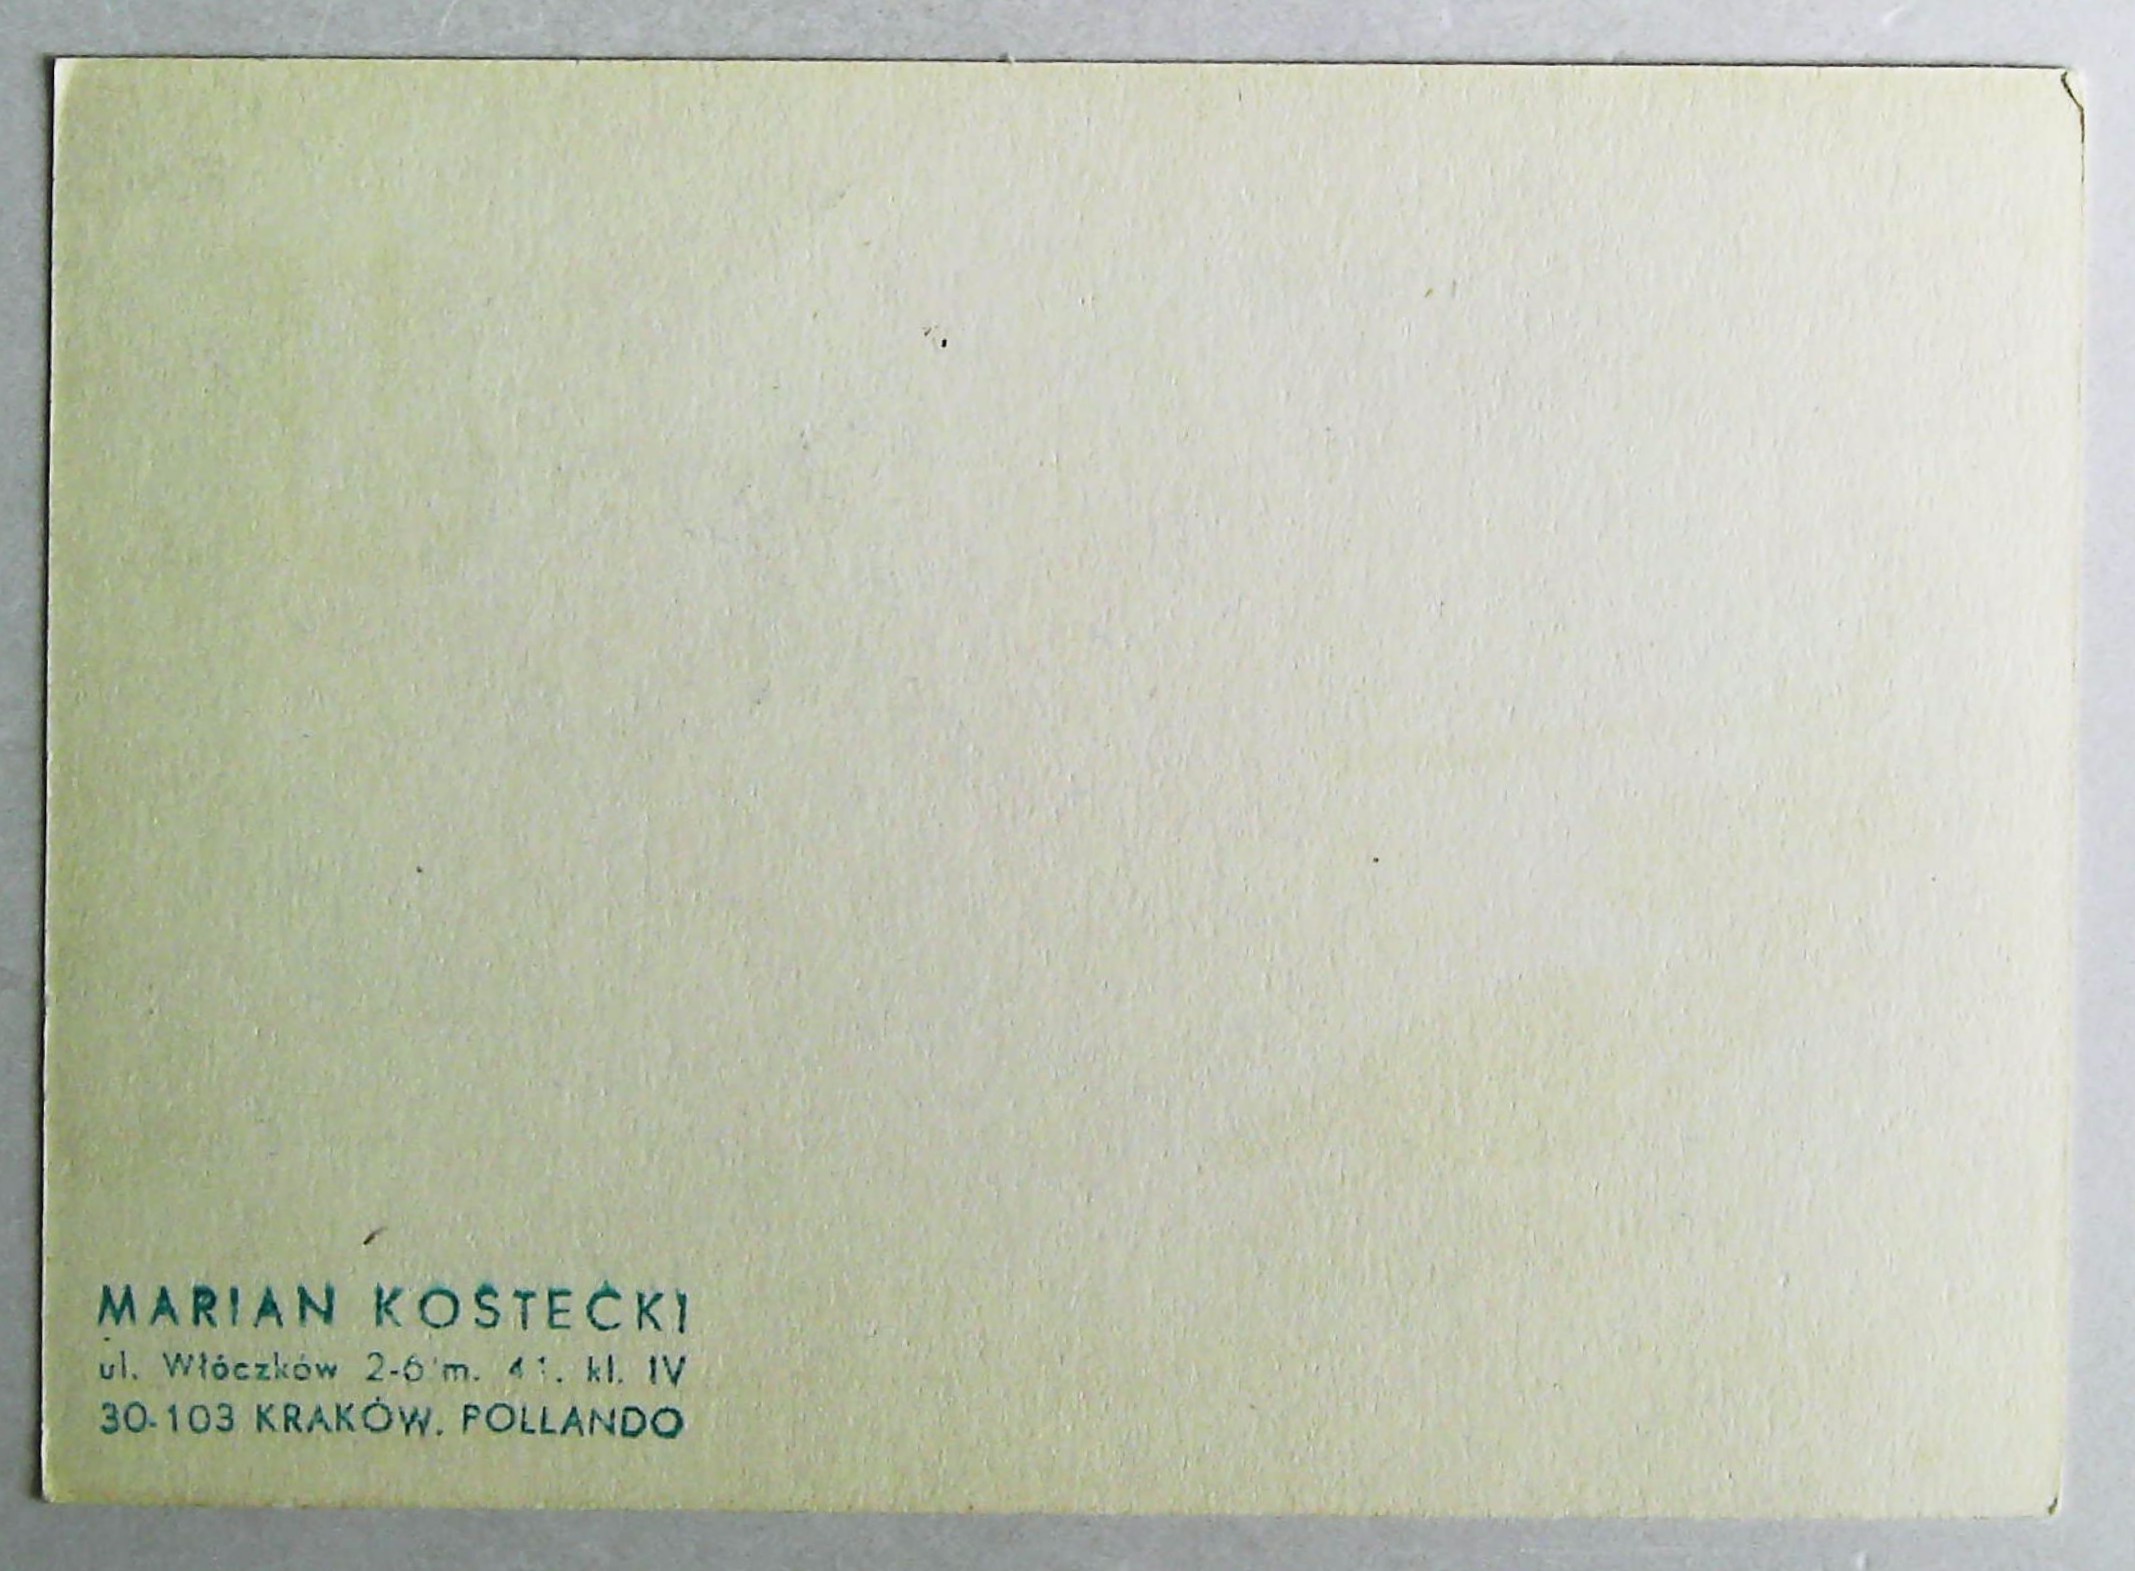 MARIAN KOSTECKI
ul. Włóczków 2-6 m. 41. kl. IV
30-103 KRAKÓW. POLLANDO